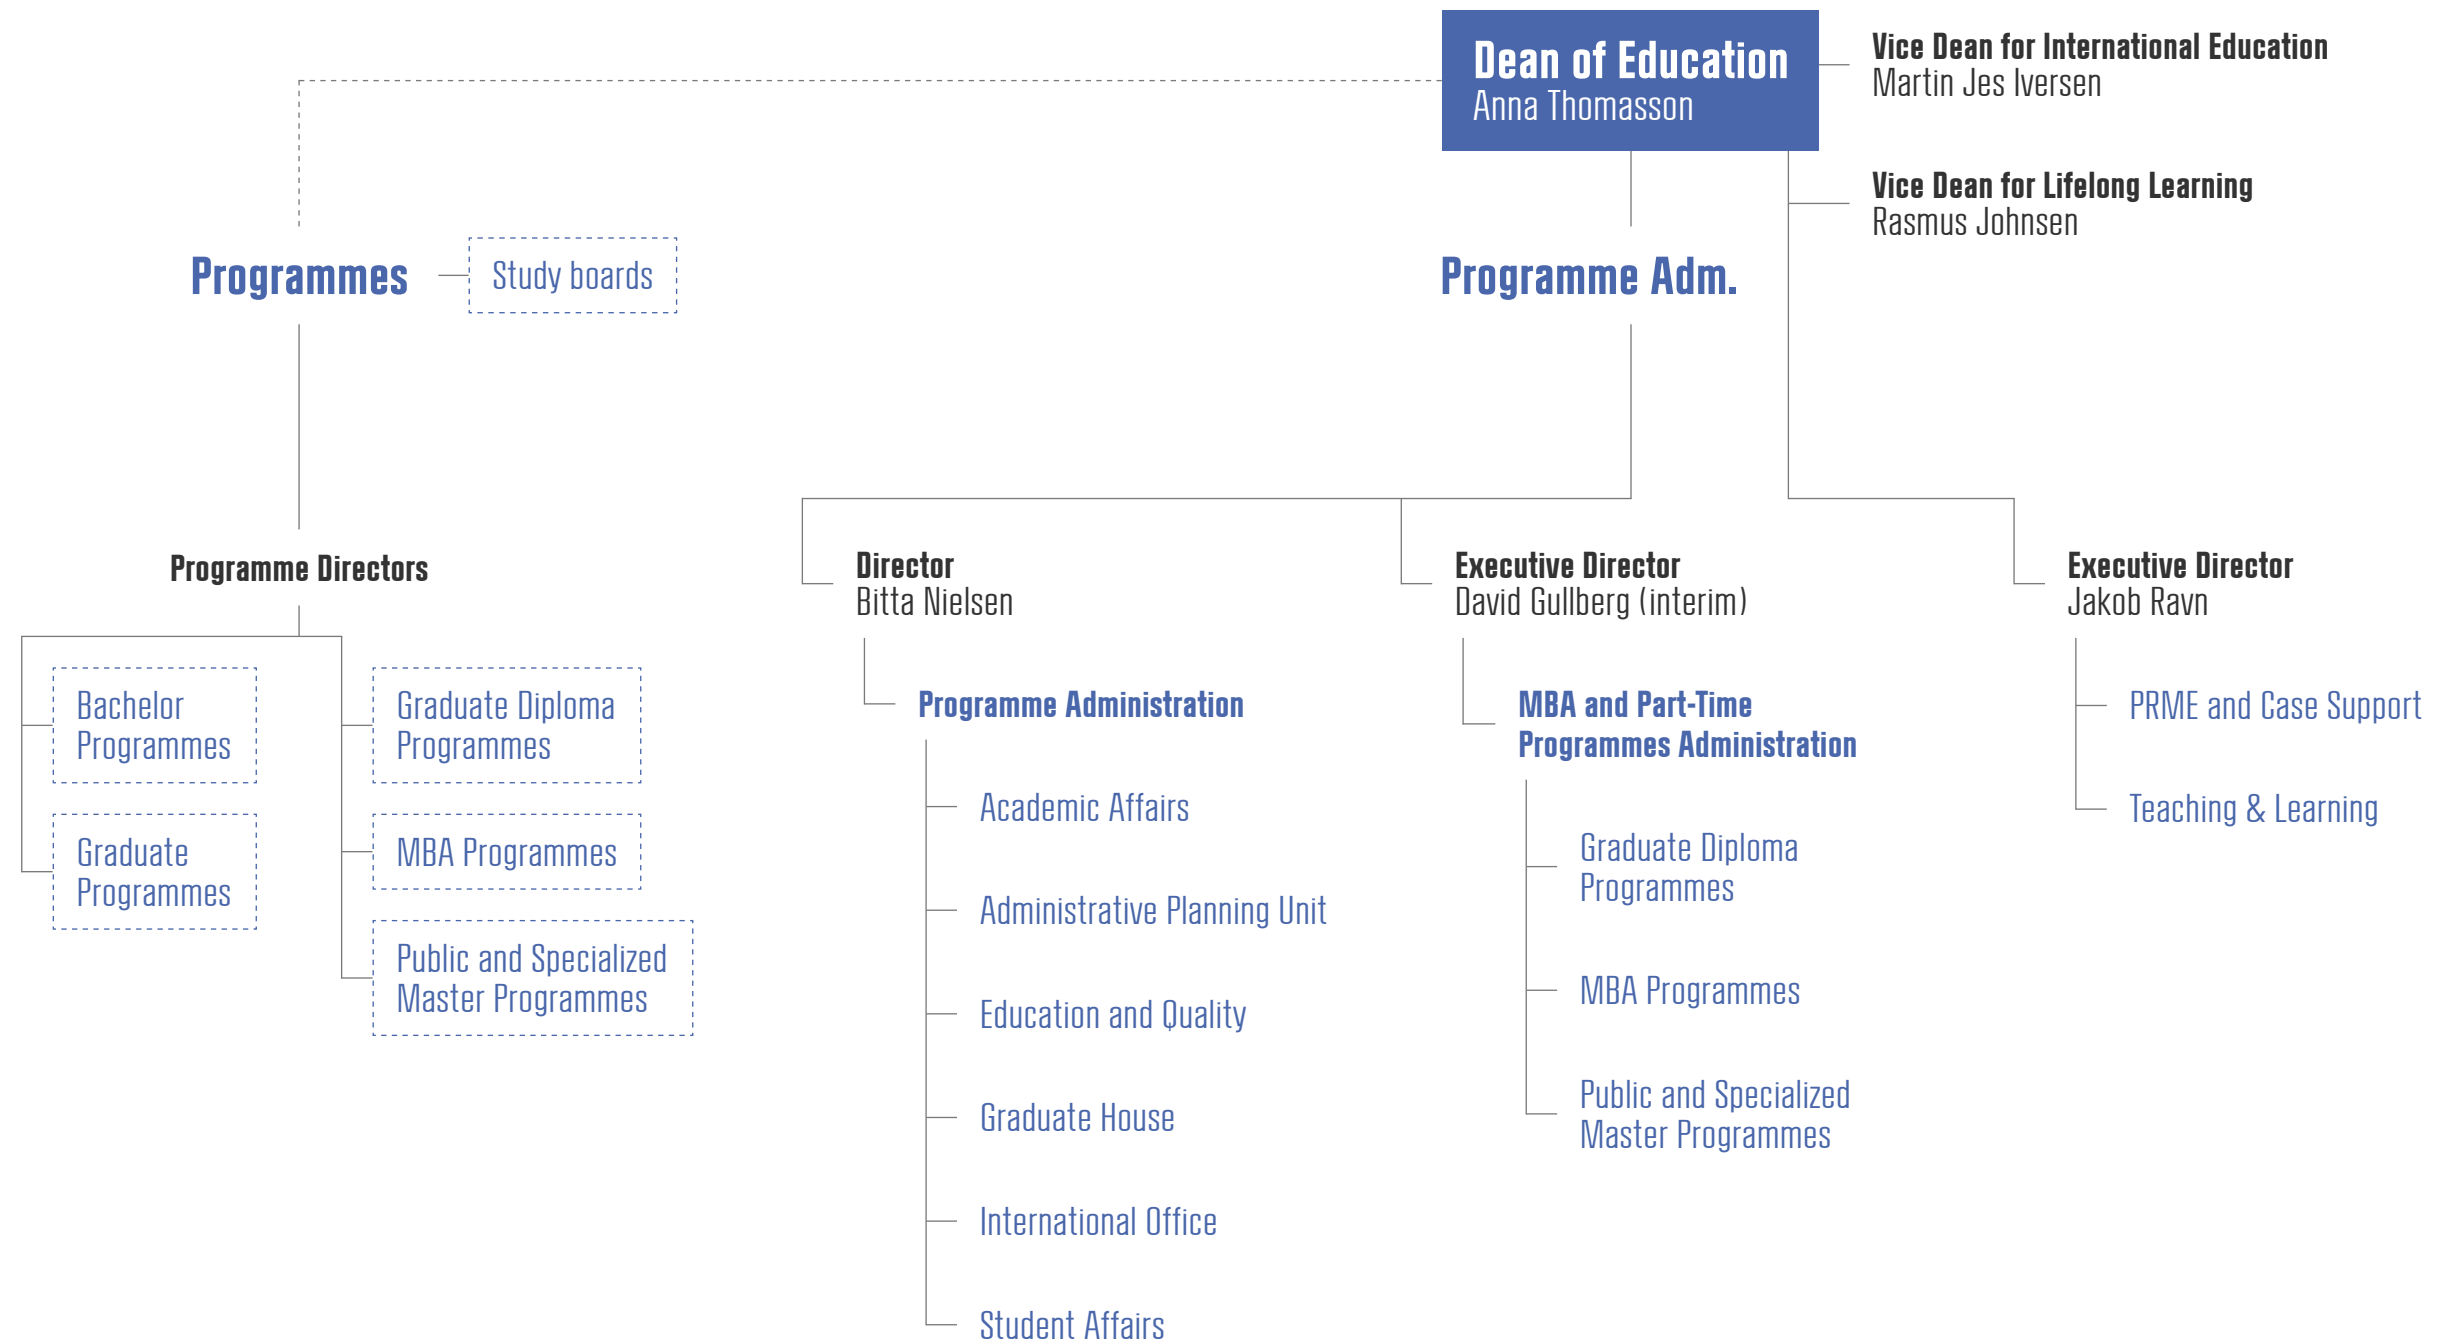 Dean of Education
Anna Thomasson
Vice Dean for International Education
Martin Jes Iversen
Vice Dean for Lifelong Learning
Rasmus Johnsen
Programmes
Study boards
Programme Adm.
Programme Directors
Bachelor
Programmes
Graduate
Programmes
Graduate Diploma
Programmes
MBA Programmes
Public and Specialized
Master Programmes
Director
Bitta Nielsen
Programme Administration
Academic Affairs
Administrative Planning Unit
Education and Quality
Graduate House
International Office
Student Affairs
Executive Director
David Gullberg (interim)
MBA and Part-Time
Programmes Administration
Graduate Diploma
Programmes
MBA Programmes
Public and Specialized
Master Programmes
Executive Director
Jakob Ravn
PRME and Case Support
Teaching & Learning